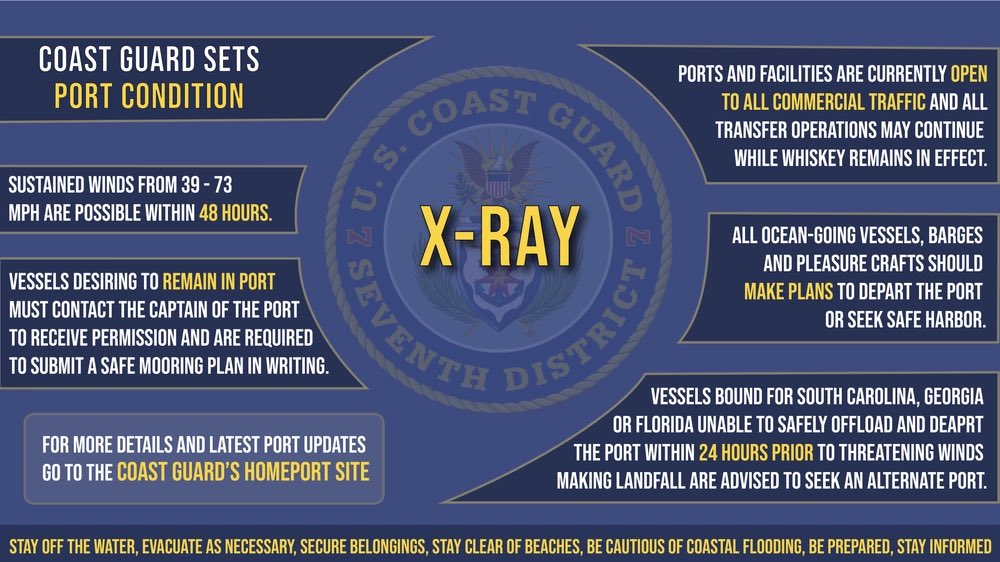 COAST GUARD SETS
PORT CONDITION
SUSTAINED WINDS FROM 39 - 73
MPH ARE POSSIBLE WITHIN 48 HOURS.
VESSELS DESIRING TO REMAIN IN PORT
MUST CONTACT THE CAPTAIN OF THE PORT
TO RECEIVE PERMISSION AND ARE REQUIRED
TO SUBMIT A SAFE MOORING PLAN IN WRITING.
FOR MORE DETAILS AND LATEST PORT UPDATES
GO TO THE COAST GUARD'S HOMEPORT SITE
U. S. COAST GUARD
X-RAY
7 7
SEVENTH DISTRICT
PORTS AND FACILITIES ARE CURRENTLY OPEN
TO ALL COMMERCIAL TRAFFIC AND ALL
TRANSFER OPERATIONS MAY CONTINUE
WHILE WHISKEY REMAINS IN EFFECT.
ALL OCEAN-GOING VESSELS, BARGES
AND PLEASURE CRAFTS SHOULD
MAKE PLANS TO DEPART THE PORT
OR SEEK SAFE HARBOR.
VESSELS BOUND FOR SOUTH CAROLINA, GEORGIA
OR FLORIDA UNABLE TO SAFELY OFFLOAD AND DEAPRT
THE PORT WITHIN 24 HOURS PRIOR TO THREATENING WINDS
MAKING LANDFALL ARE ADVISED TO SEEK AN ALTERNATE PORT.
STAY OFF THE WATER, EVACUATE AS NECESSARY, SECURE BELONGINGS, STAY CLEAR OF BEACHES, BE CAUTIOUS OF COASTAL FLOODING, BE PREPARED, STAY INFORMED